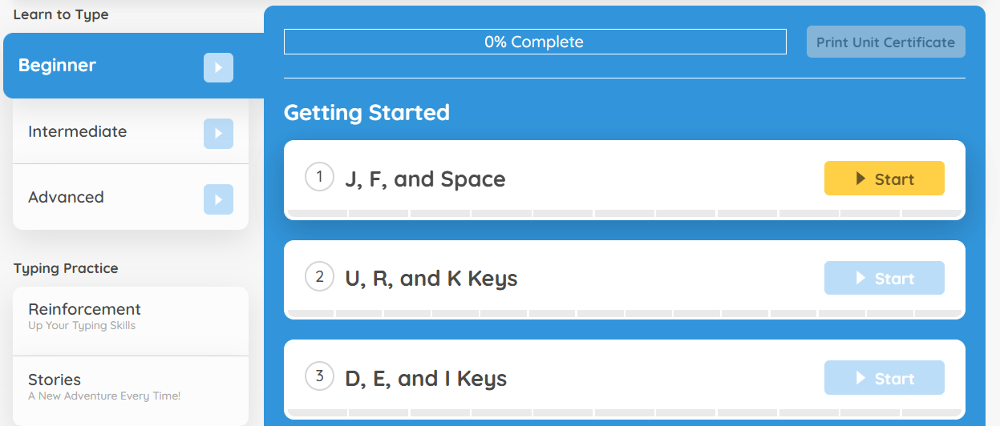 Learn to Type
Beginner
Intermediate
Advanced
Typing Practice
Reinforcement
Up Your Typing Skills
Stories
A New Adventure Every Time!
0% Complete
Print Unit Certificate
Getting Started
1 J, F, and Space Start
2 U, R, and K Keys Start
3 D, E, and I Keys Start